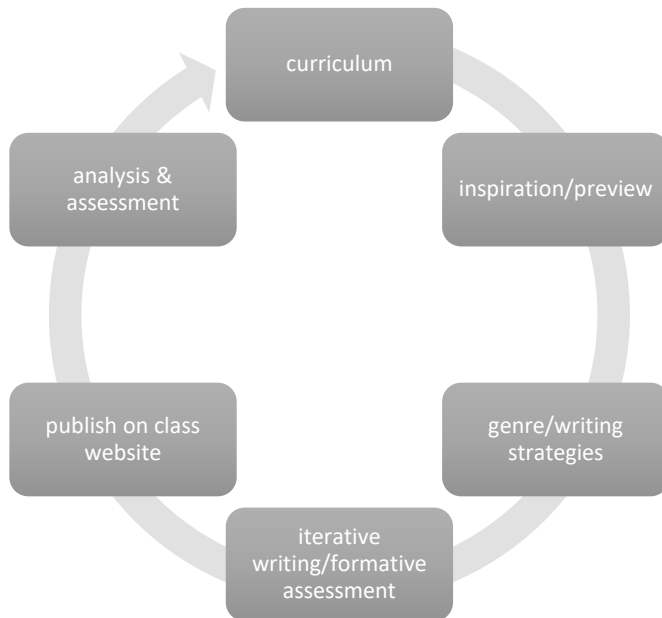 curriculum
inspiration/preview
genre/writing
strategies
iterative
writing/formative
assessment
publish on class
website
analysis &
assessment